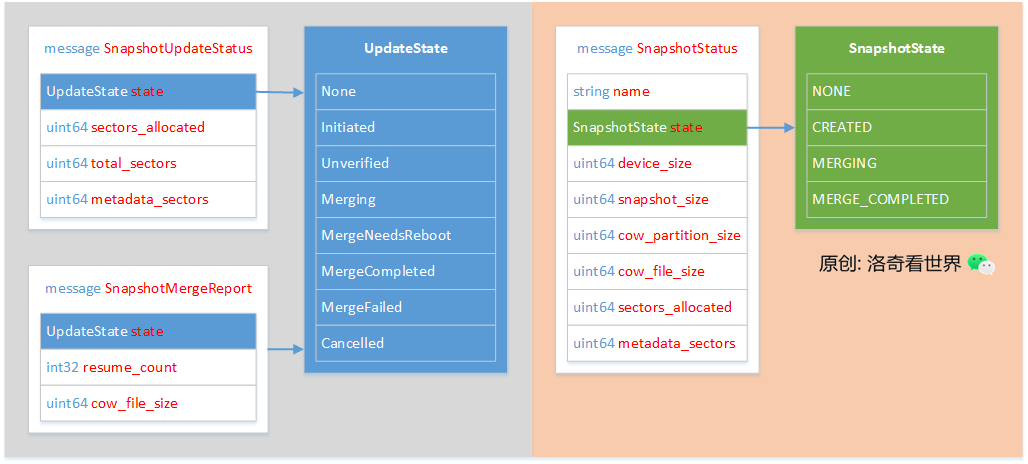 message SnapshotUpdateStatus
UpdateState state
uint64 sectors_allocated
uint64 total_sectors
uint64 metadata_sectors
message SnapshotMergeReport
UpdateState state
int32 resume_count
uint64 cow_file_size
UpdateState
None
Initiated
Unverified
Merging
MergeNeedsReboot
MergeCompleted
MergeFailed
Cancelled
message SnapshotStatus
string name
SnapshotState state
uint64 device_size
uint64 snapshot_size
uint64 cow_partition_size
uint64 cow_file_size
uint64 sectors_allocated
uint64 metadata_sectors
SnapshotState
NONE
CREATED
MERGING
MERGE_COMPLETED
原创: 洛奇看世界